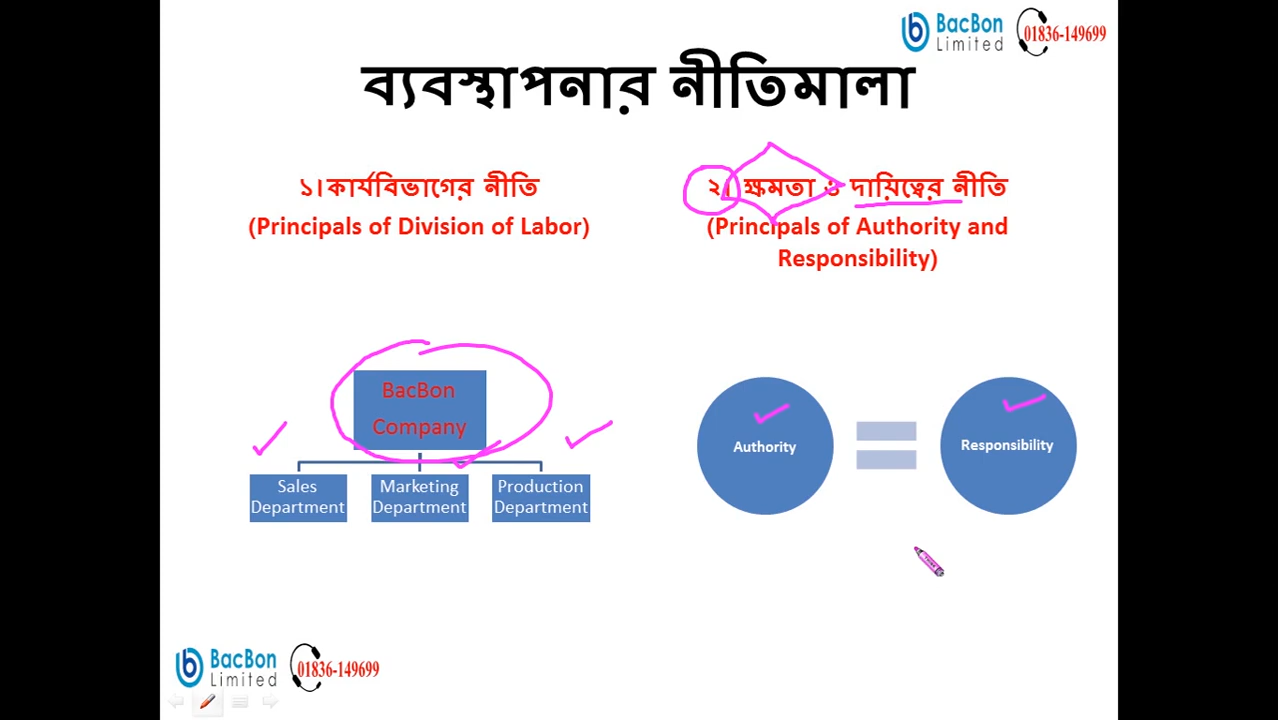 BacBon
Limited
01836-149699
ব্যবস্থাপনার নীতিমালা
১।কার্যবিভাগের নীতি
(Principals of Division of Labor)
২। ক্ষমতা ও দায়িত্বের নীতি
(Principals of Authority and
Responsibility)
BacBon
Company
Sales
Department
Marketing
Department
Production
Department
Authority
Responsibility
BacBon
Limited
01836-149699